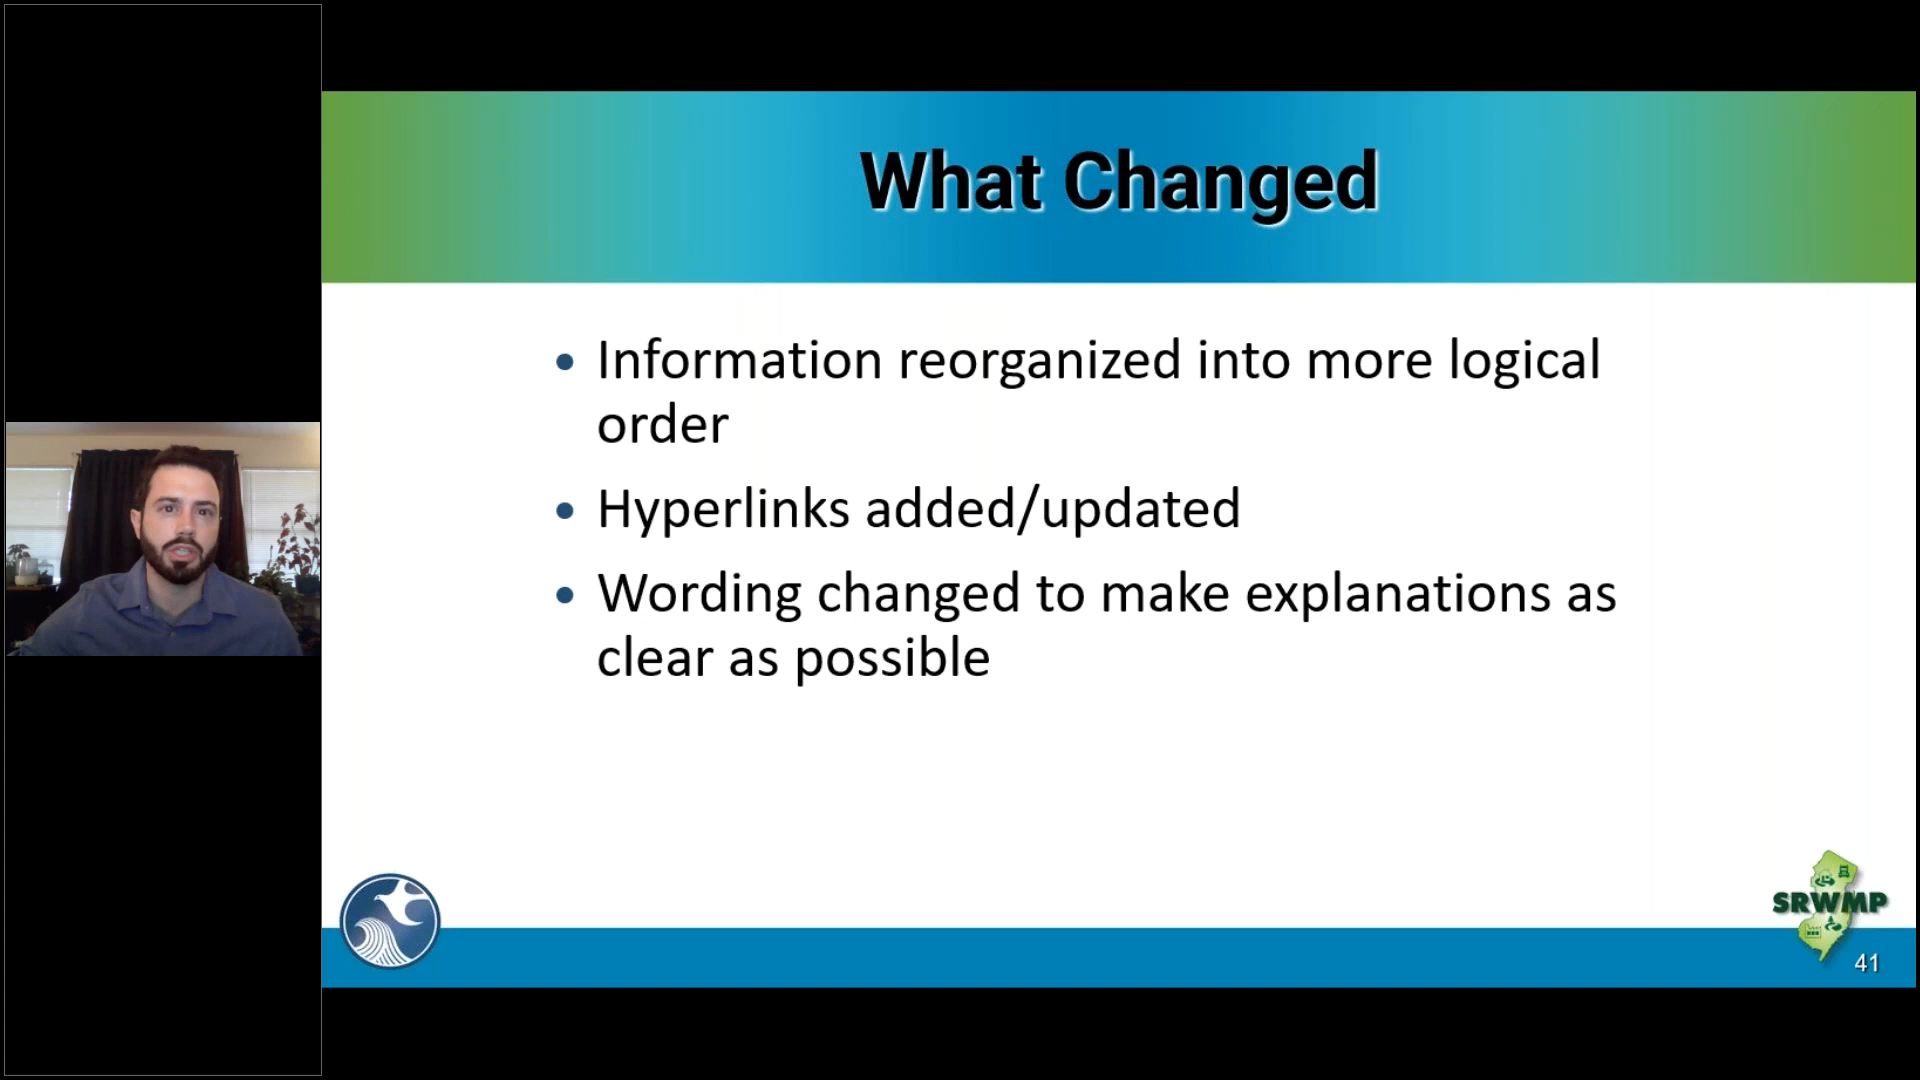 What Changed
• Information reorganized into more logical
order
• Hyperlinks added/updated
• Wording changed to make explanations as
clear as possible
SRWMP
41